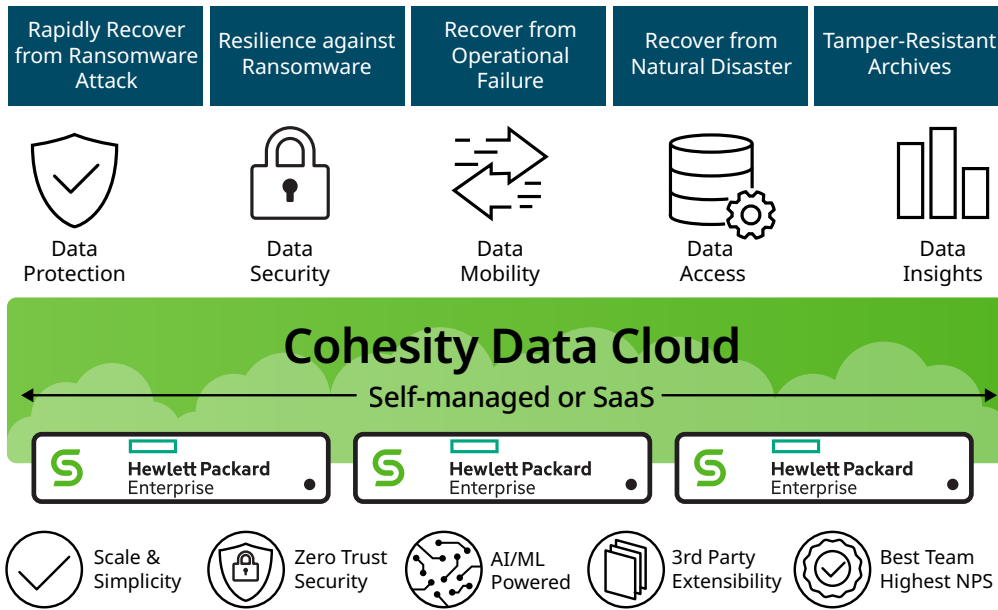 Rapidly Recover
from Ransomware
Attack
Resilience against
Ransomware
Recover from
Operational
Failure
Recover from
Natural Disaster
Tamper-Resistant
Archives
Data
Protection
Data
Security
Data
Mobility
Data
Access
Data
Insights
Cohesity Data Cloud
Self-managed or SaaS
Hewlett Packard
Enterprise
Hewlett Packard
Enterprise
Hewlett Packard
Enterprise
Scale &
Simplicity
Zero Trust
Security
AI/ML
Powered
3rd Party
Extensibility
Best Team
Highest NPS